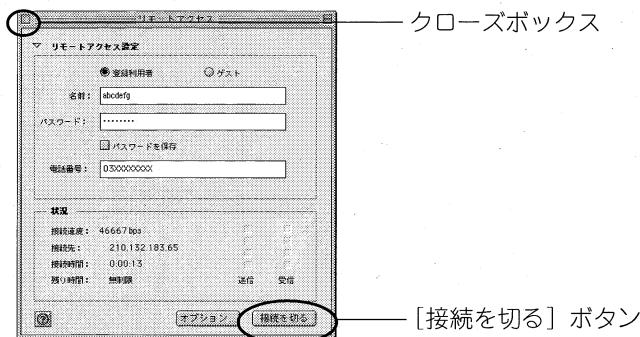 リモートアクセス
クローズボックス
リモートアクセス設定
登録利用者 ゲスト
名前： abcdefg
パスワード： ••••••••
パスワードを保存
電話番号： 03XXXXXXXX
状況
接続速度： 46667 bps
接続先： 210.132.183.65
接続時間： 0:00:13
残り時間： 無制限 送信 受信
オプション... 接続を切る
［接続を切る］ボタン